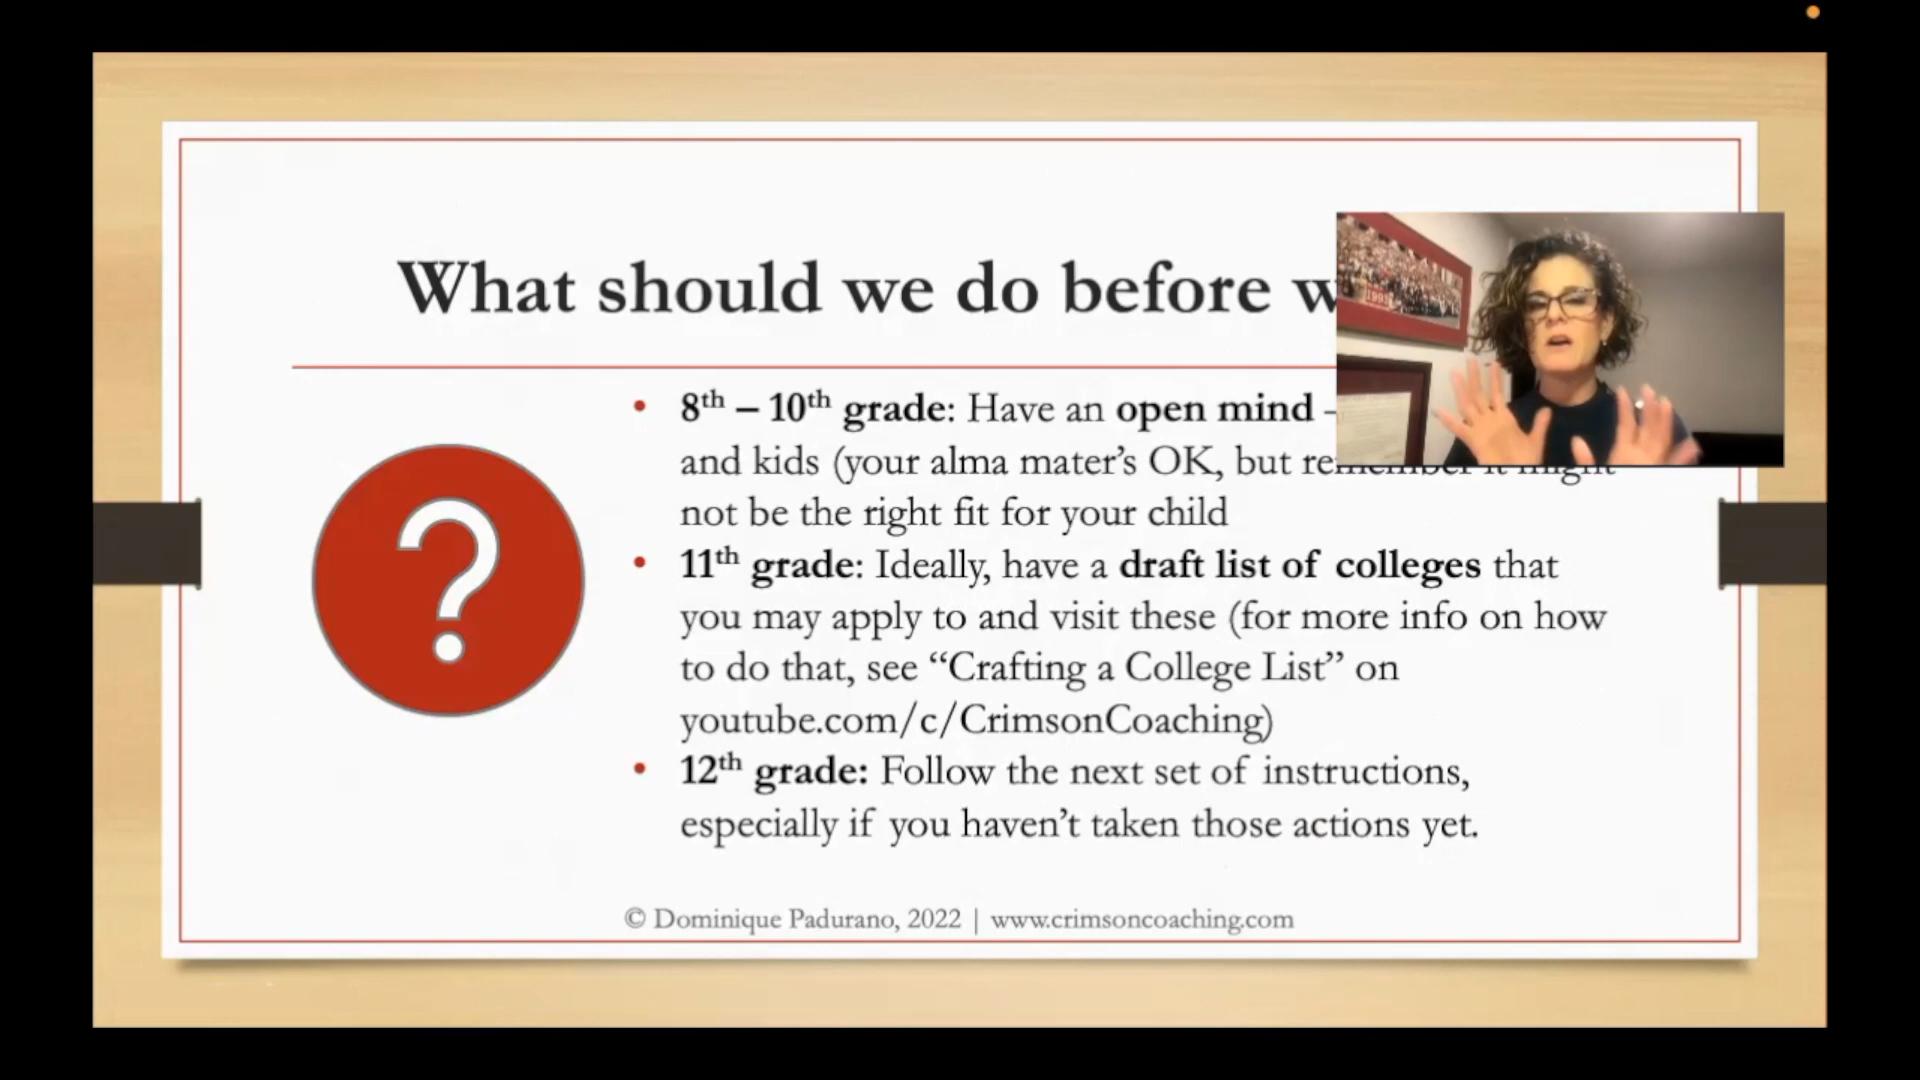 What should we do before w
8th – 10th grade: Have an open mind -
and kids (your alma mater's OK, but remember it might
not be the right fit for your child
11th grade: Ideally, have a draft list of colleges that
you may apply to and visit these (for more info on how
to do that, see “Crafting a College List” on
youtube.com/c/CrimsonCoaching)
12th grade: Follow the next set of instructions,
especially if you haven't taken those actions yet.
© Dominique Padurano, 2022 | www.crimsoncoaching.com